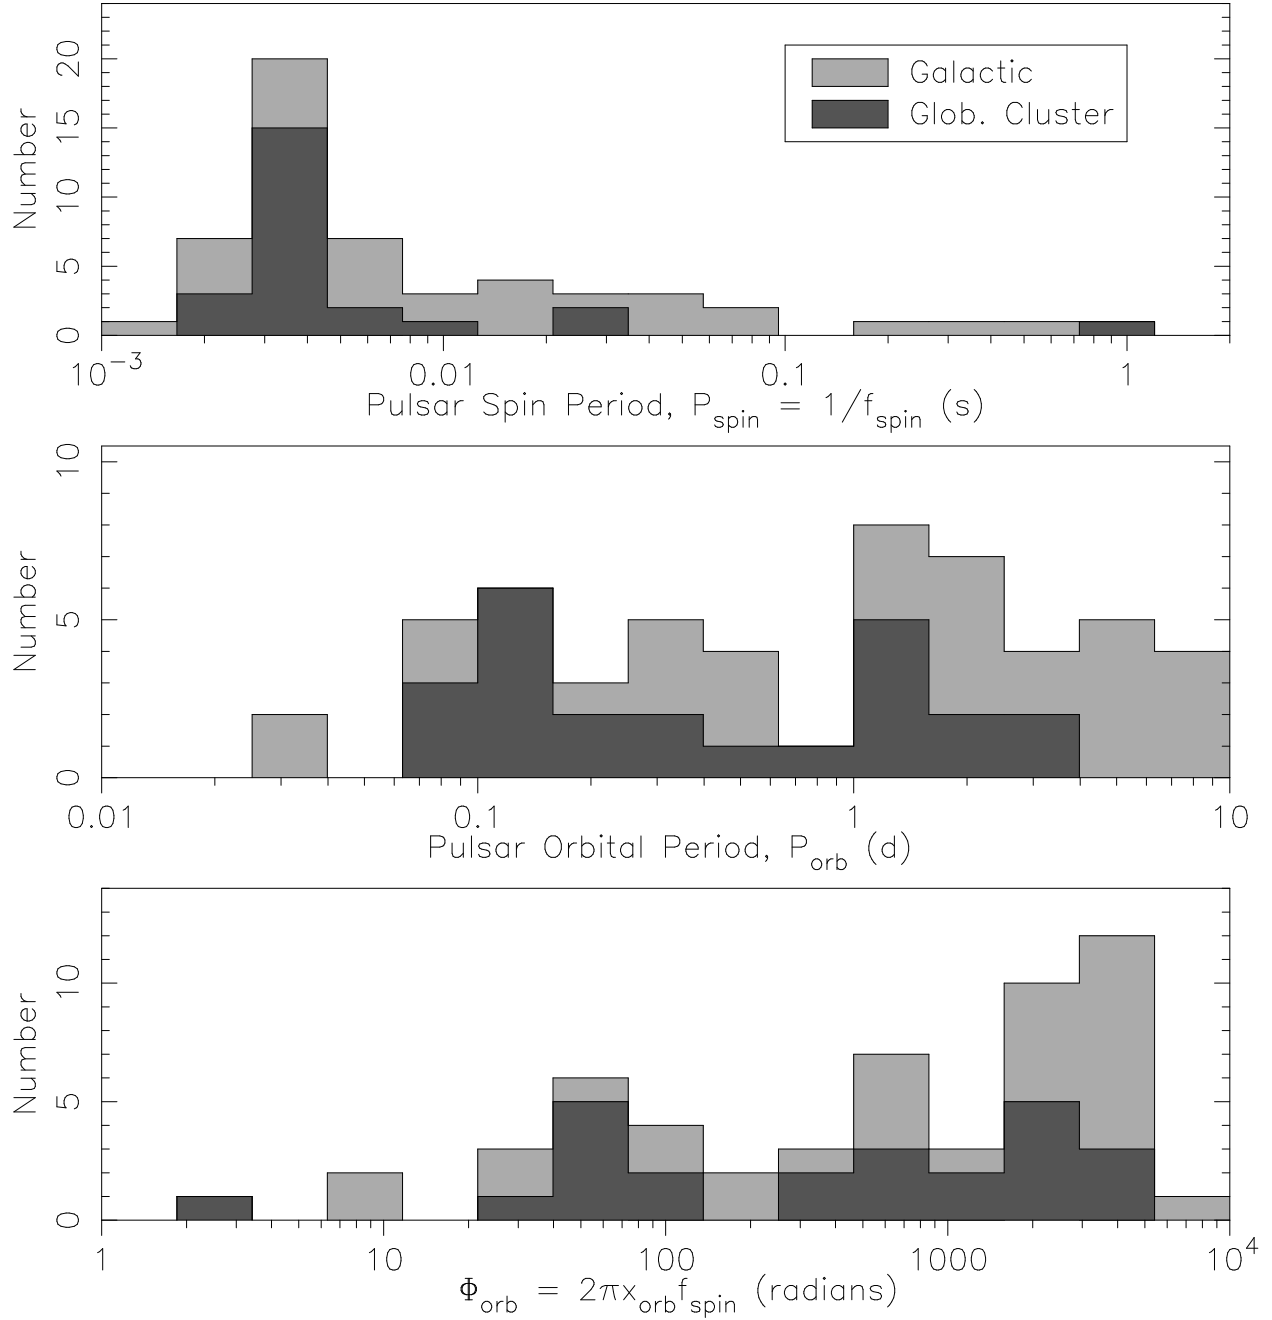 Number
0
5
10
15
20
Galactic
Glob. Cluster
10⁻³ 0.01 0.1 1
Pulsar Spin Period, P_spin = 1/f_spin (s)
Number
0
5
10
0.01 0.1 1 10
Pulsar Orbital Period, P_orb (d)
Number
0
5
10
1 10 100 1000 10⁴
Φ_orb = 2πx_orb f_spin (radians)